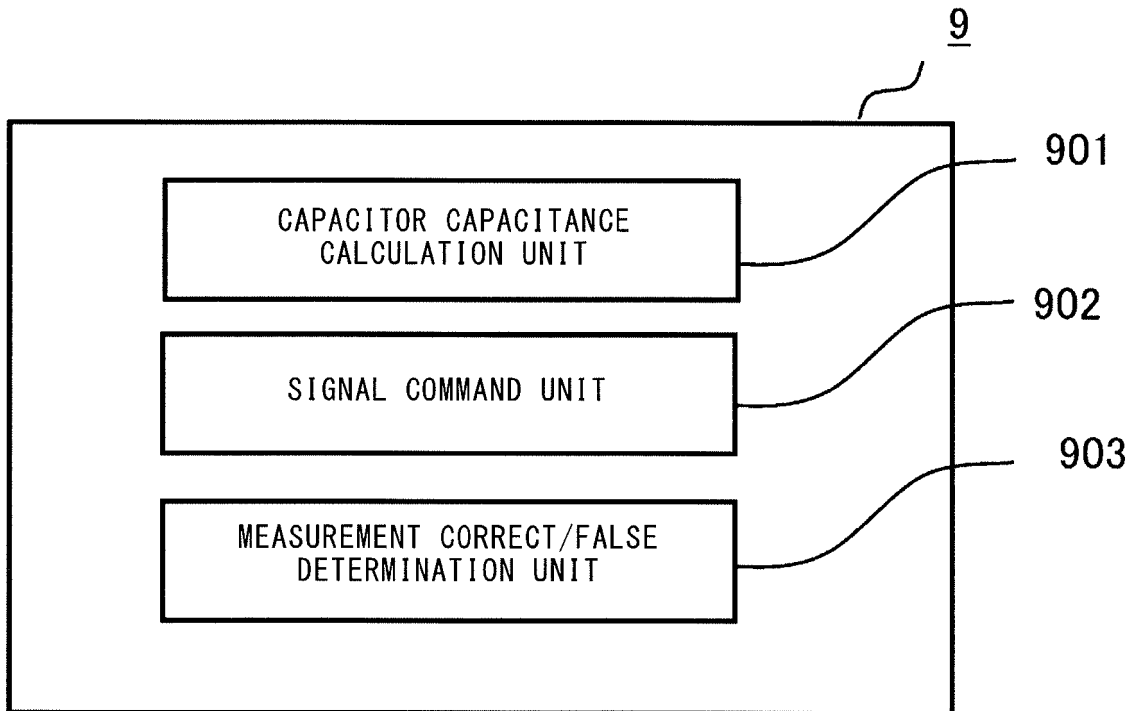 9
901
CAPACITOR CAPACITANCE
CALCULATION UNIT
902
SIGNAL COMMAND UNIT
903
MEASUREMENT CORRECT/FALSE
DETERMINATION UNIT